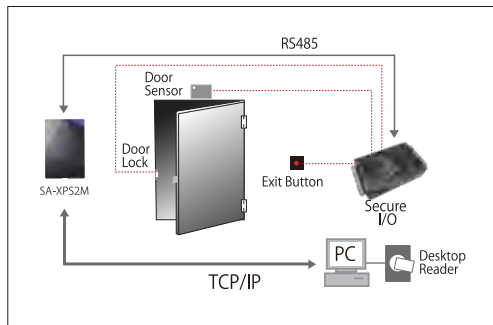 RS485
Door
Sensor
Door
Lock
SA-XPS2M
Exit Button
Secure
I/O
PC
Desktop
Reader
TCP/IP